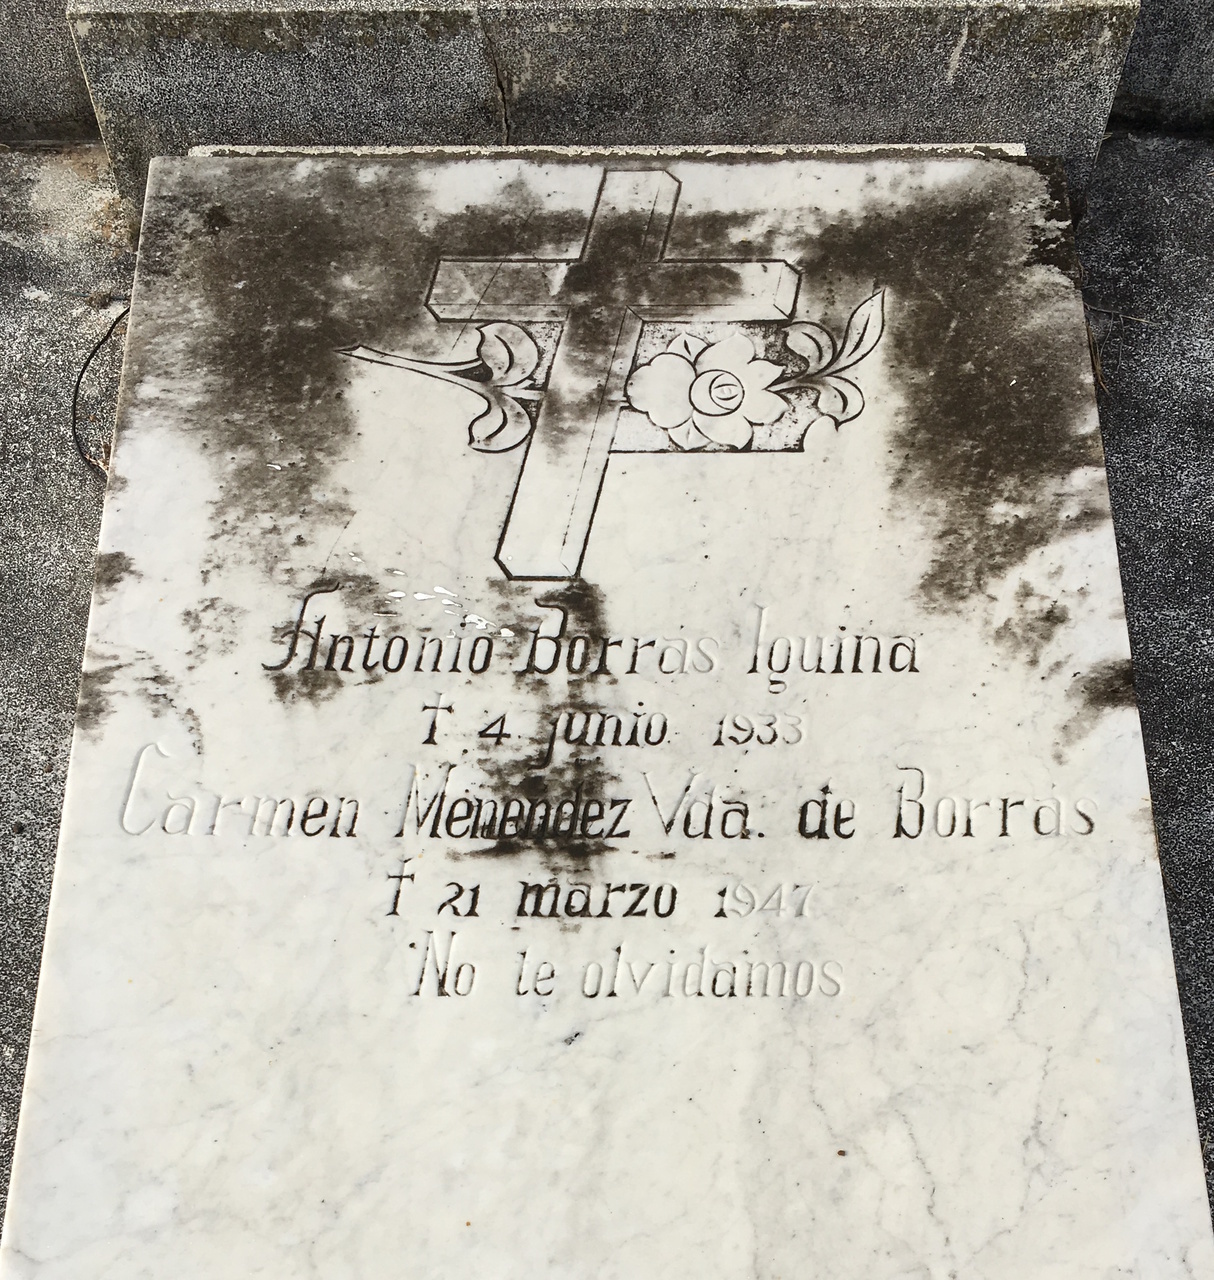 Antonio Borras Iguina
† 4 junio 1933
Carmen Menendez Vda. de Borras
† 21 marzo 1947
No te olvidamos